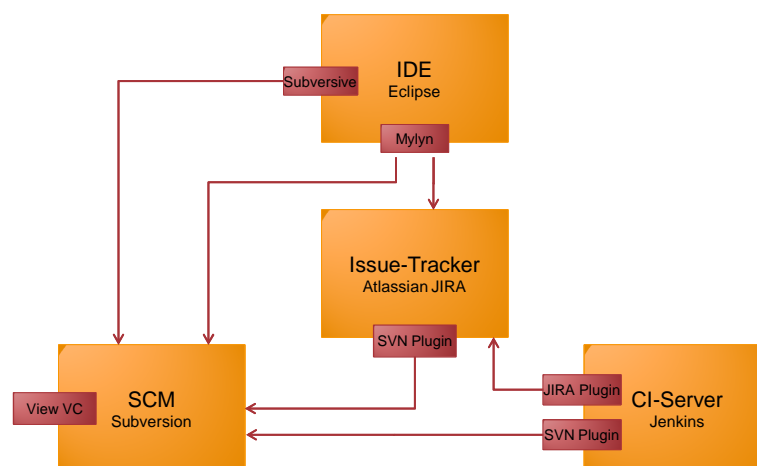 IDE
Eclipse
Subversive
Mylyn
Issue-Tracker
Atlassian JIRA
SVN Plugin
SCM
Subversion
View VC
JIRA Plugin
CI-Server
Jenkins
SVN Plugin